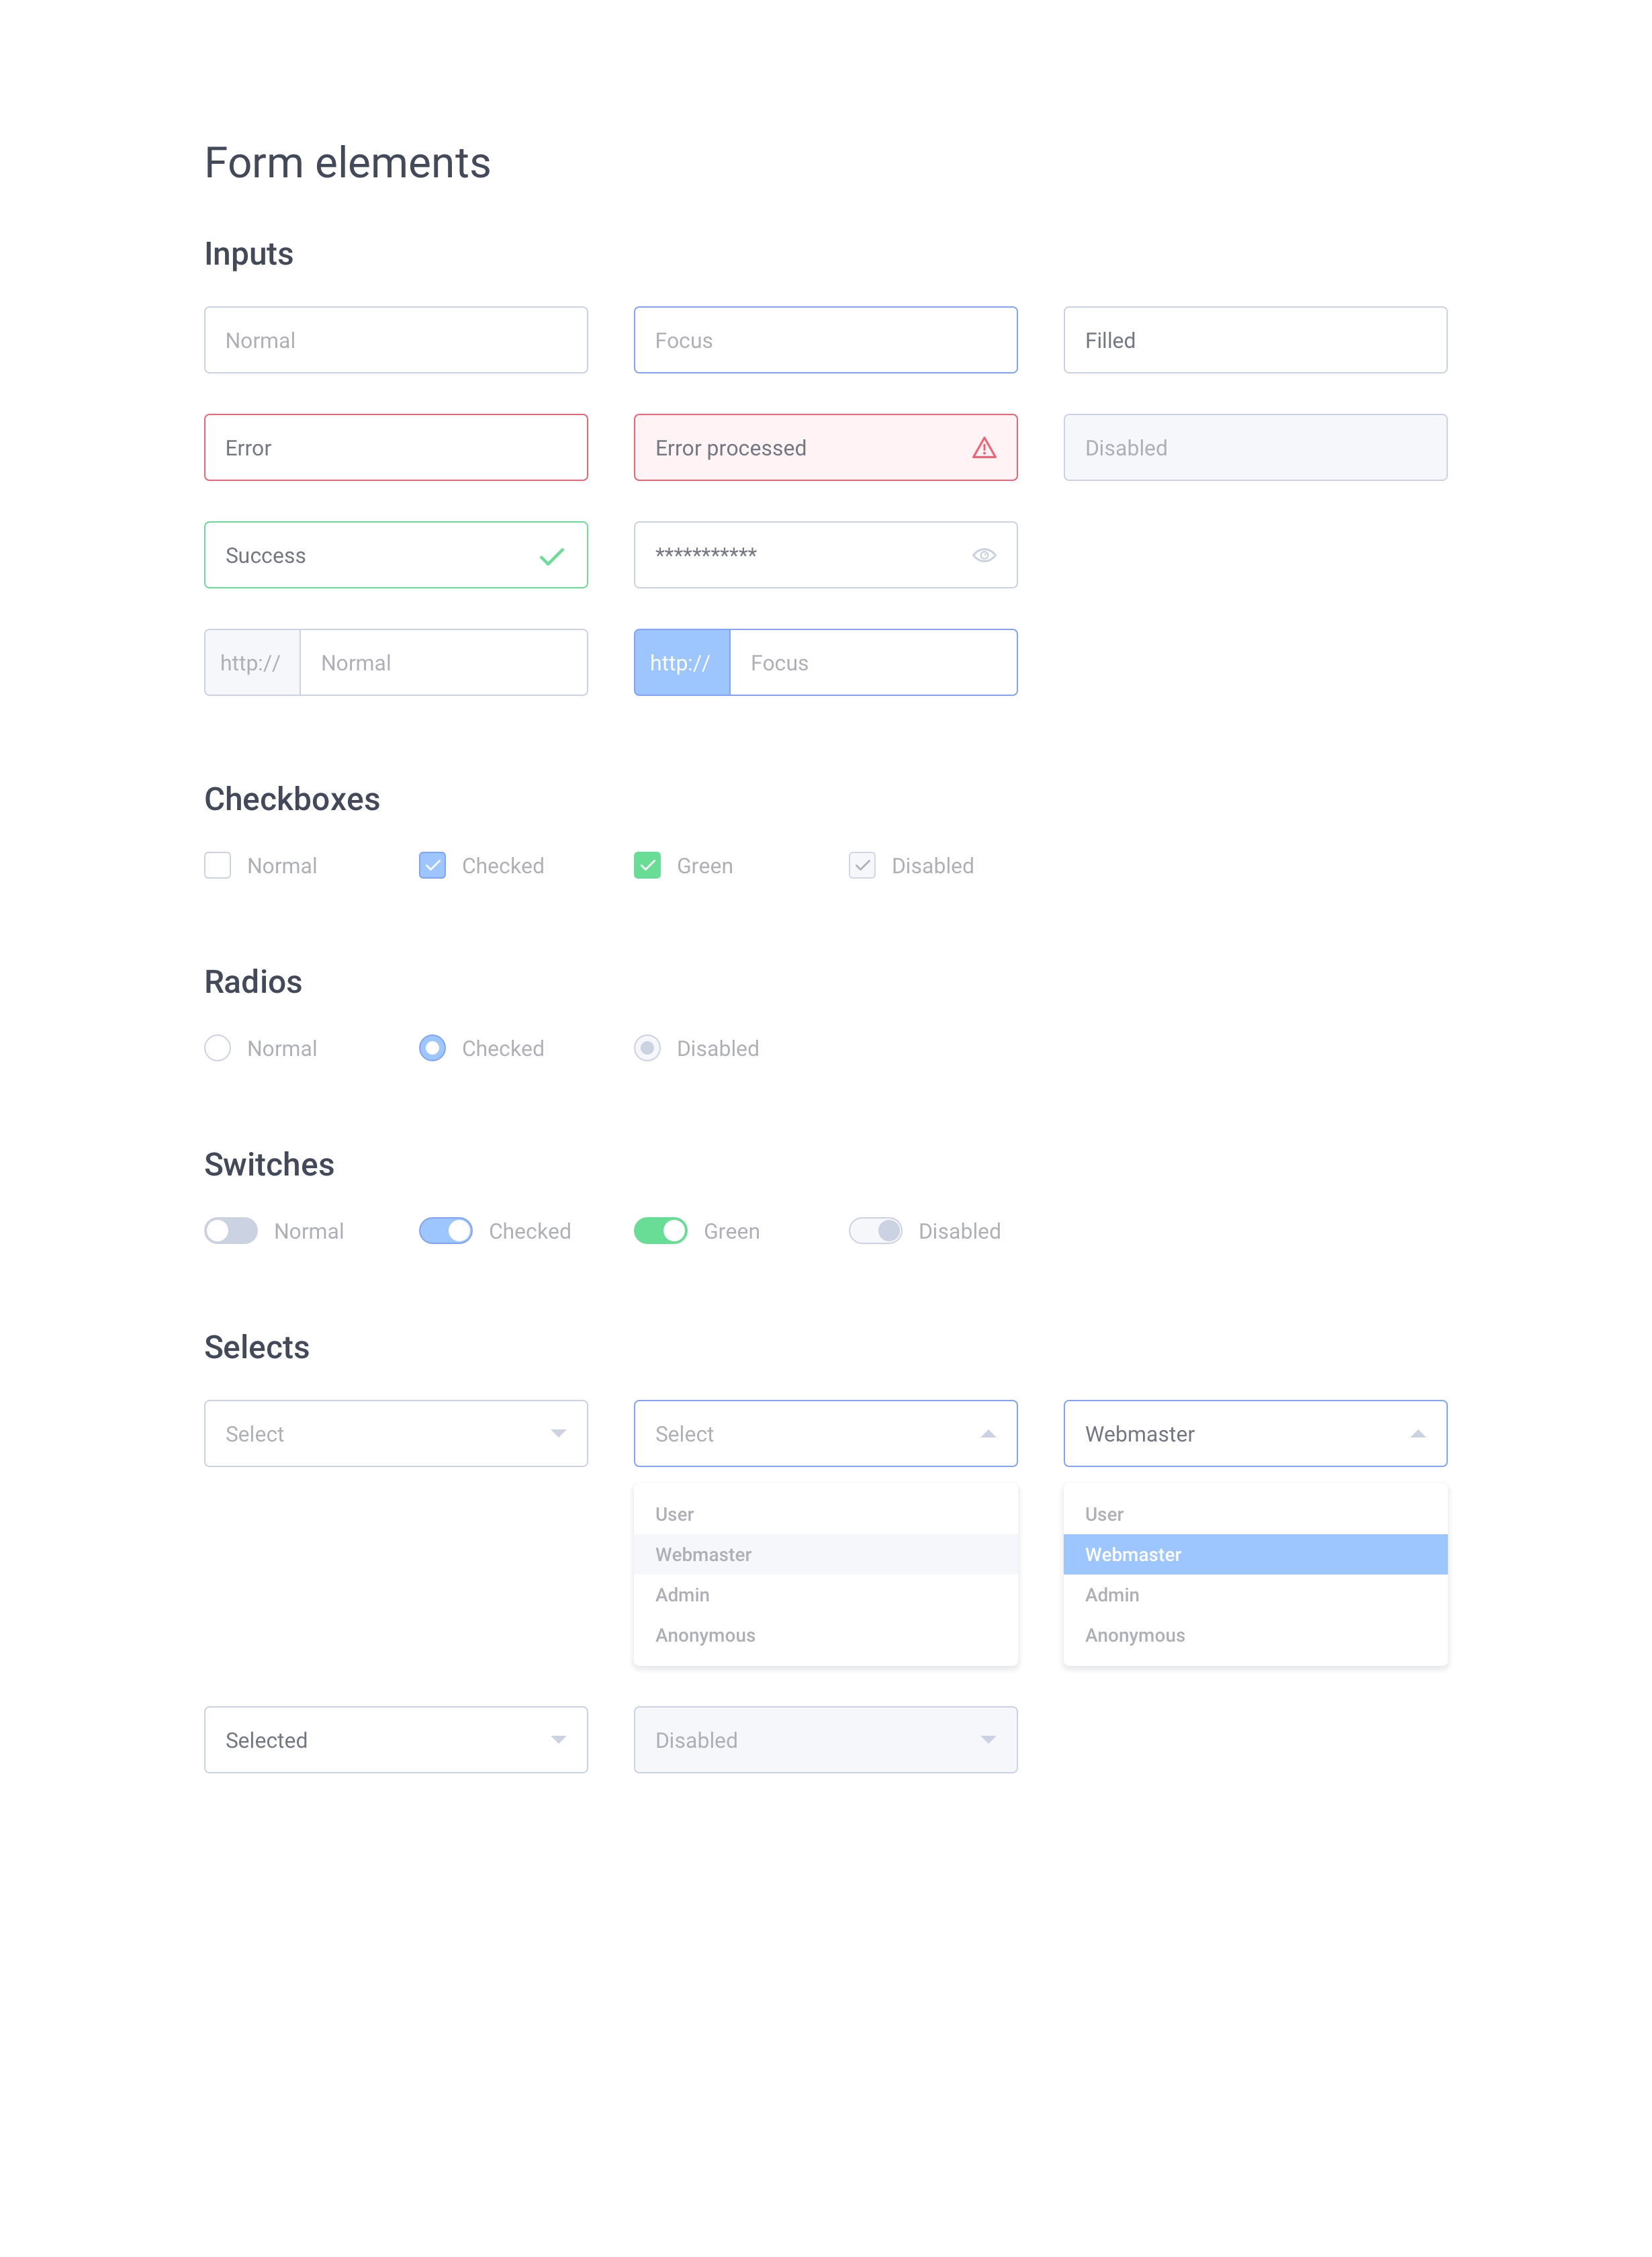 Form elements
Inputs
Normal
Focus
Filled
Error
Error processed
Disabled
Success
***********
http://
Normal
http://
Focus
Checkboxes
Normal
Checked
Green
Disabled
Radios
Normal
Checked
Disabled
Switches
Normal
Checked
Green
Disabled
Selects
Select
Select
Webmaster
User
Webmaster
Admin
Anonymous
User
Webmaster
Admin
Anonymous
Selected
Disabled